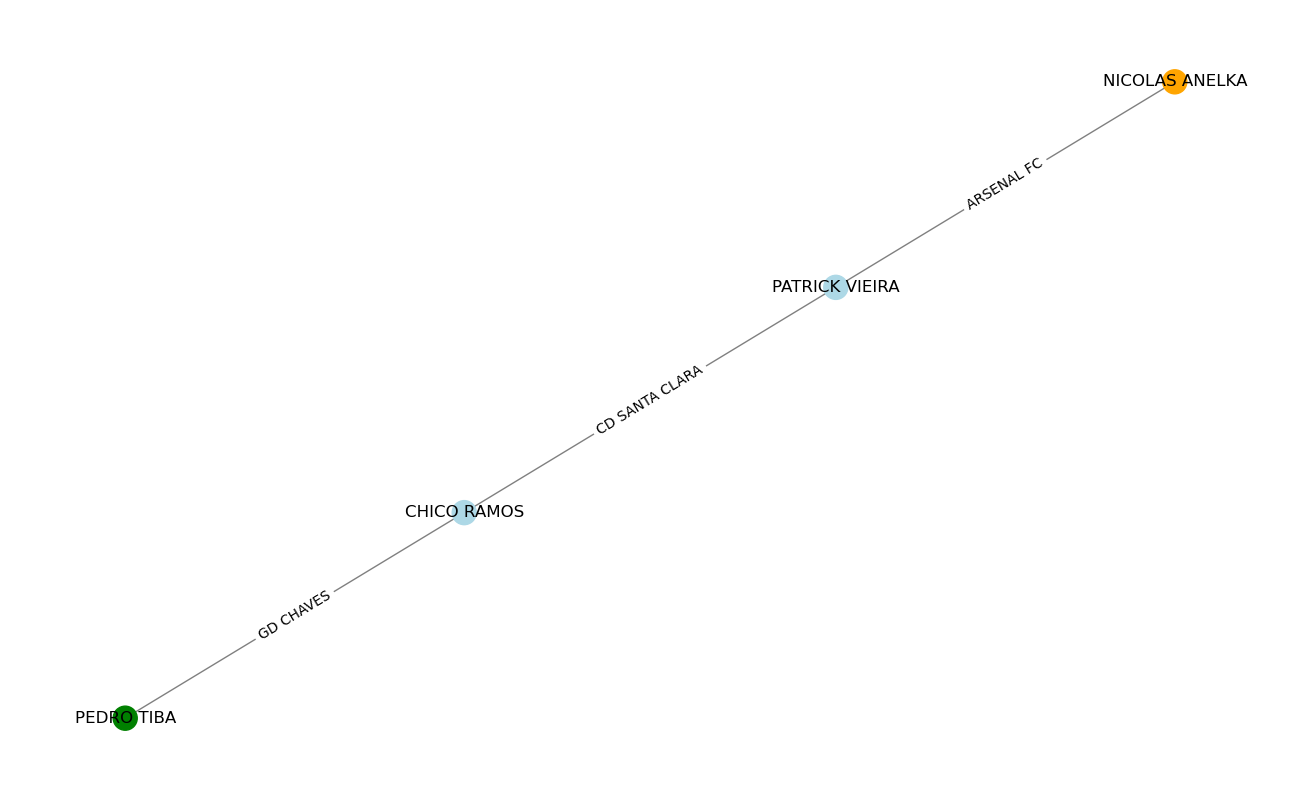 NICOLAS ANELKA
ARSENAL FC
PATRICK VIEIRA
CD SANTA CLARA
CHICO RAMOS
GD CHAVES
PEDRO TIBA